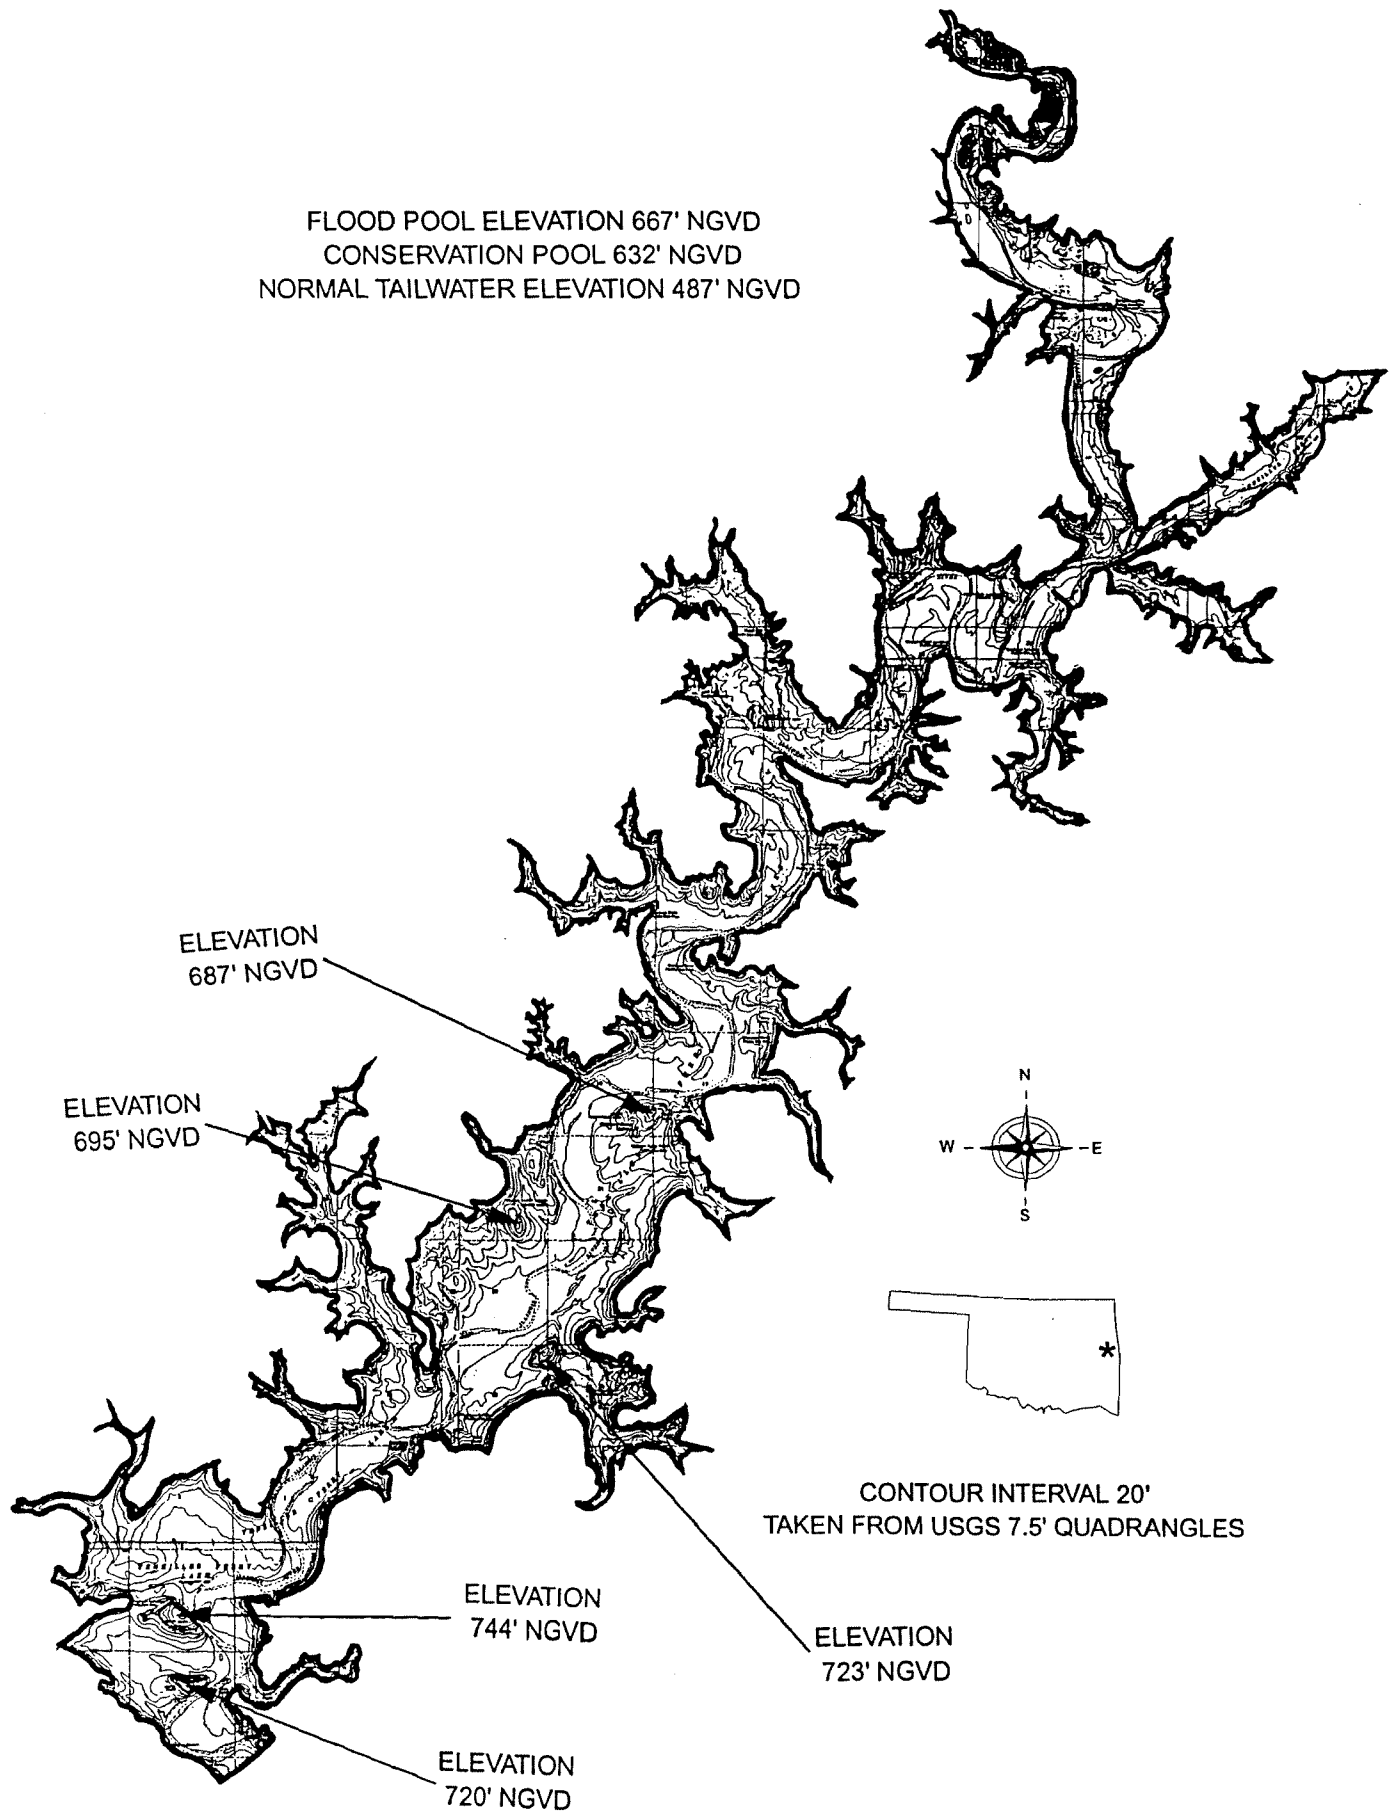 FLOOD POOL ELEVATION 667' NGVD
CONSERVATION POOL 632' NGVD
NORMAL TAILWATER ELEVATION 487' NGVD
ELEVATION
687' NGVD
ELEVATION
695' NGVD
N
W
E
S
*
CONTOUR INTERVAL 20'
TAKEN FROM USGS 7.5' QUADRANGLES
ELEVATION
744' NGVD
ELEVATION
723' NGVD
ELEVATION
720' NGVD